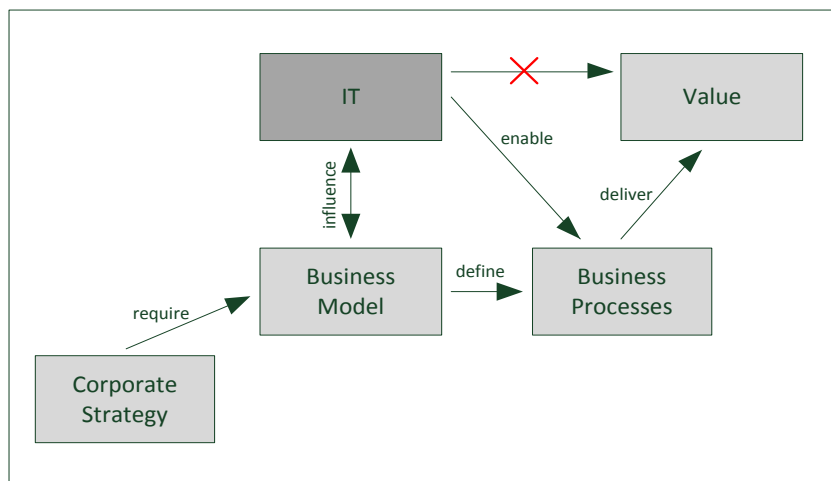 IT
Value
enable
deliver
influence
Business
Model
define
Business
Processes
require
Corporate
Strategy